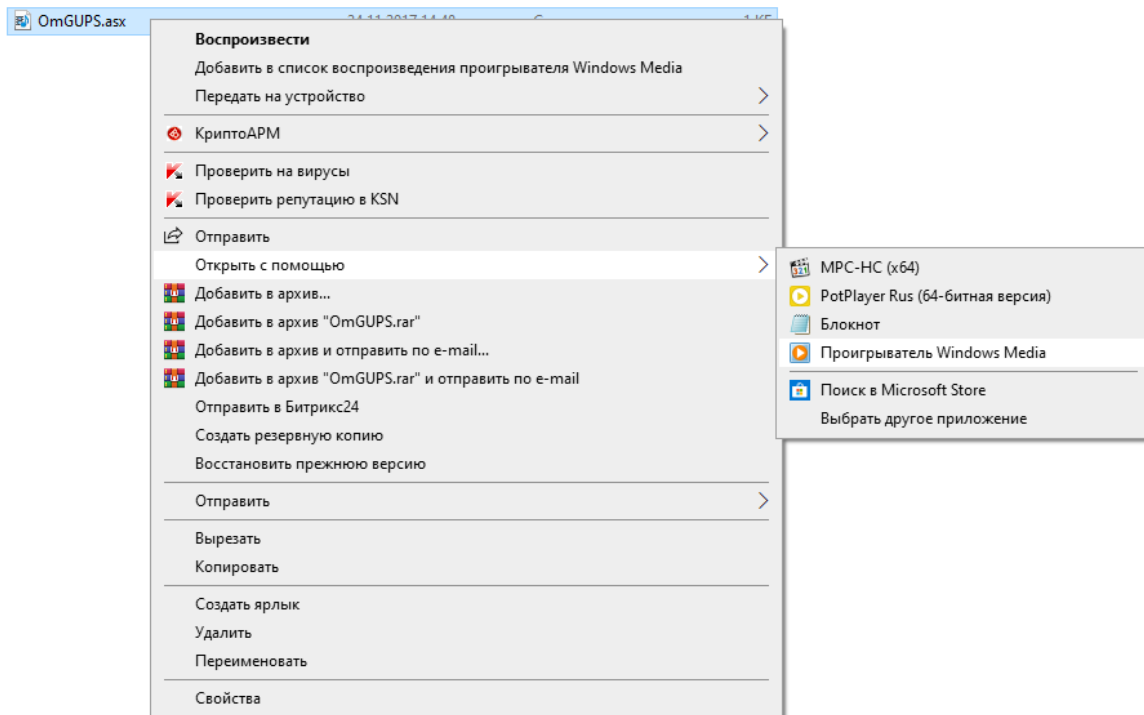 OmGUPS.asx
Воспроизвести
Добавить в список воспроизведения проигрывателя Windows Media
Передать на устройство
КриптоАРМ
Проверить на вирусы
Проверить репутацию в KSN
Отправить
Открыть с помощью
MPC-HC (x64)
PotPlayer Rus (64-битная версия)
Блокнот
Проигрыватель Windows Media
Поиск в Microsoft Store
Выбрать другое приложение
Добавить в архив...
Добавить в архив "OmGUPS.rar"
Добавить в архив и отправить по e-mail...
Добавить в архив "OmGUPS.rar" и отправить по e-mail
Отправить в Битрикс24
Создать резервную копию
Восстановить прежнюю версию
Отправить
Вырезать
Копировать
Создать ярлык
Удалить
Переименовать
Свойства